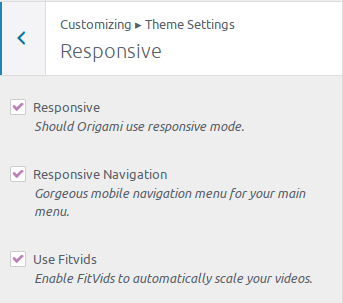 Customizing ▸ Theme Settings
Responsive
Responsive
Should Origami use responsive mode.
Responsive Navigation
Gorgeous mobile navigation menu for your main
menu.
Use Fitvids
Enable FitVids to automatically scale your videos.